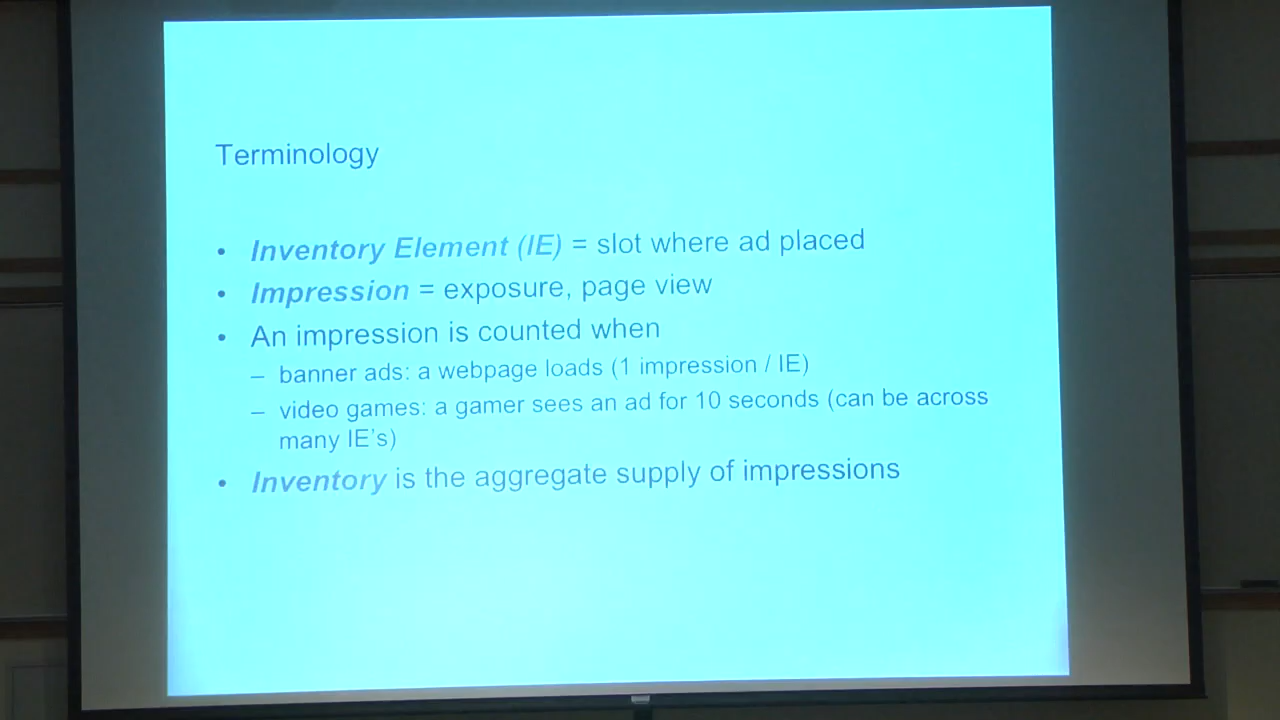 Terminology
• Inventory Element (IE) = slot where ad placed
• Impression = exposure, page view
• An impression is counted when
– banner ads: a webpage loads (1 impression / IE)
– video games: a gamer sees an ad for 10 seconds (can be across
many IE's)
• Inventory is the aggregate supply of impressions